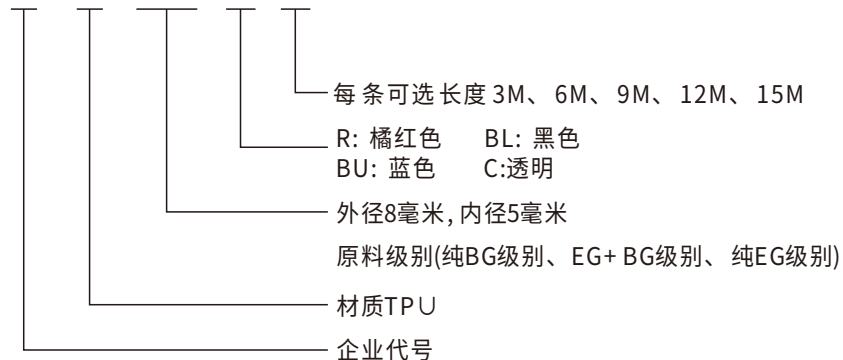 每条可选长度 3M、6M、9M、12M、15M
R: 橘红色 BL: 黑色
BU: 蓝色 C:透明
外径8毫米, 内径5毫米
原料级别(纯BG级别、EG+ BG级别、纯EG级别)
材质TPU
企业代号